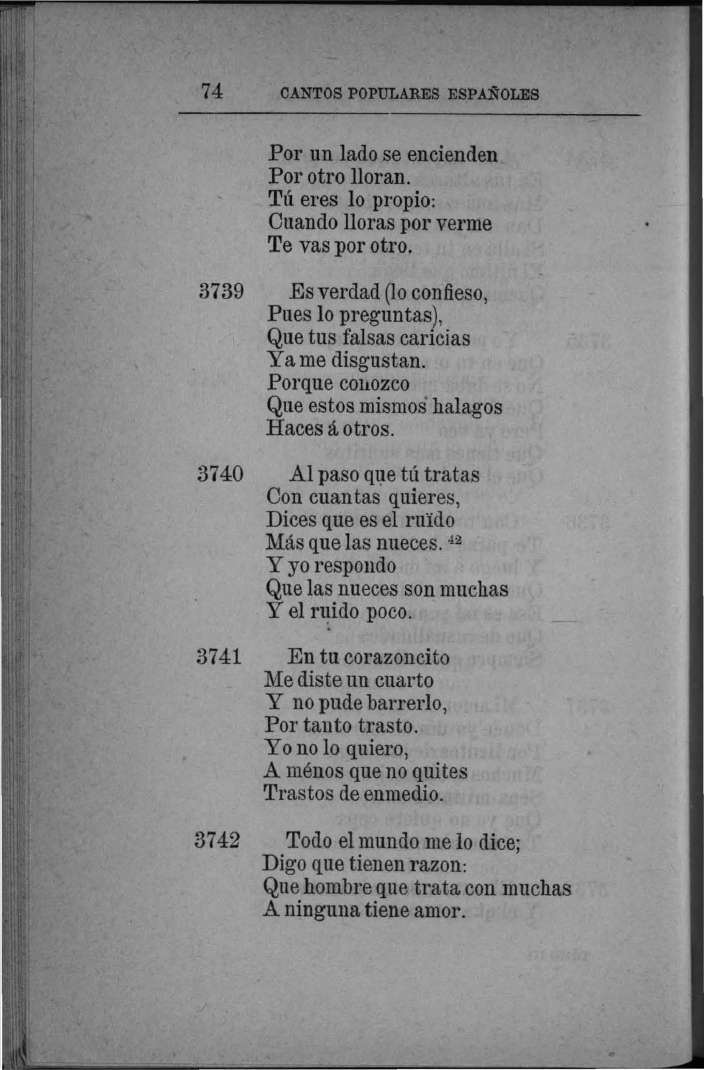 74 CANTOS POPULARES ESPAÑOLES
Por un lado se encienden
Por otro lloran.
Tú eres lo propio:
Cuando lloras por verme
Te vas por otro.
3739 Es verdad (lo confieso,
Pues lo preguntas),
Que tus falsas caricias
Ya me disgustan.
Porque conozco
Que estos mismos halagos
Haces á otros.
3740 Al paso que tú tratas
Con cuantas quieres,
Dices que es el ruïdo
Más que las nueces. 42
Y yo respondo
Que las nueces son muchas
Y el ruido poco.
3741 En tu corazoncito
Me diste un cuarto
Y no pude barrerlo,
Por tanto trasto.
Yo no lo quiero,
A ménos que no quites
Trastos de enmedio.
3742 Todo el mundo me lo dice;
Digo que tienen razon:
Que hombre que trata con muchas
A ninguna tiene amor.